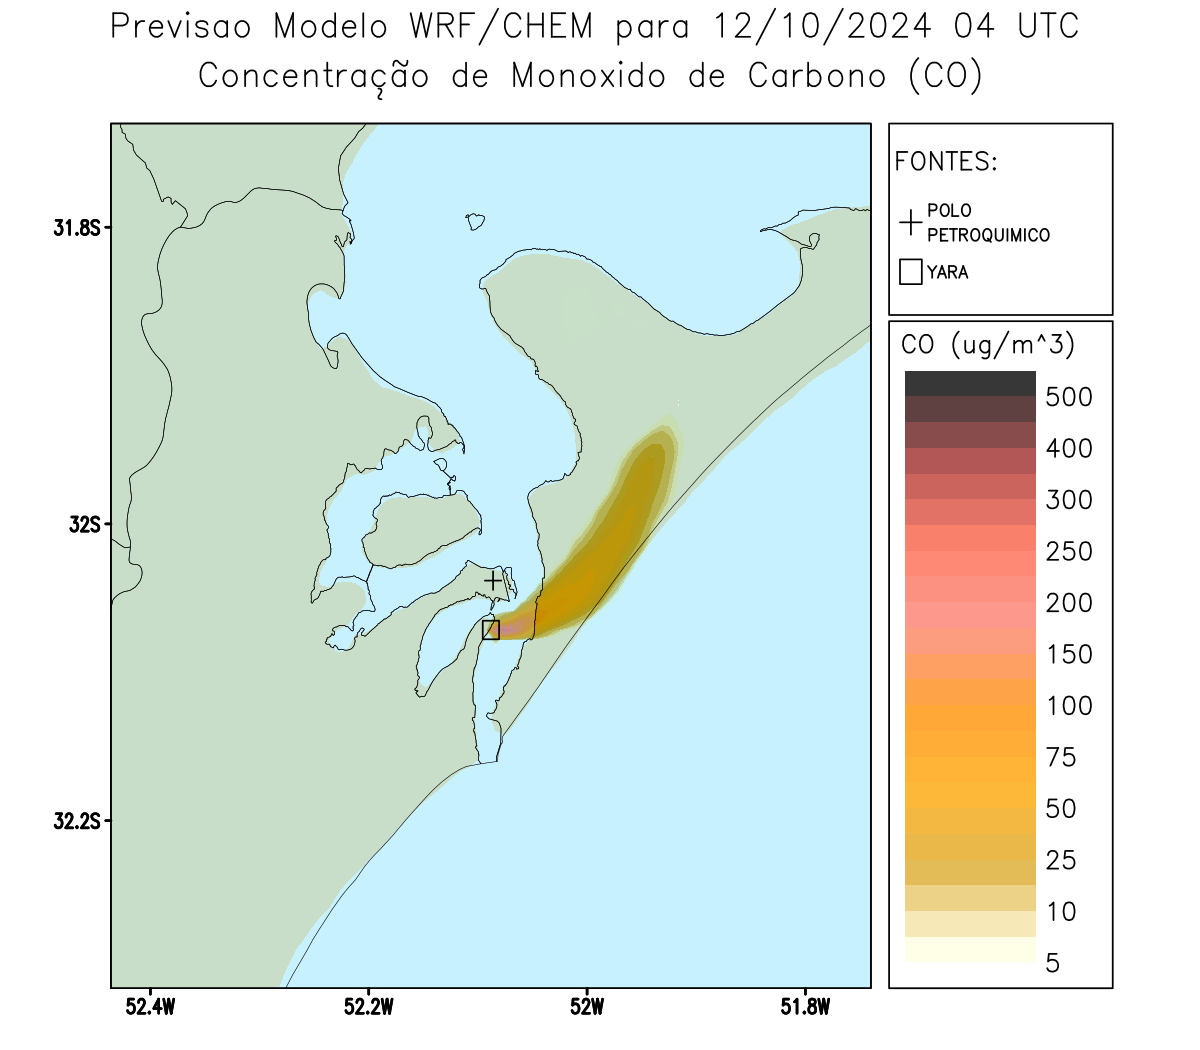 Previsao Modelo WRF/CHEM para 12/10/2024 04 UTC
Concentração de Monoxido de Carbono (CO)
FONTES:
POLO
PETROQUIMICO
YARA
CO (ug/m^3)
500
400
300
250
200
150
100
75
50
25
10
5
31.8S
32S
32.2S
52.4W
52.2W
52W
51.8W